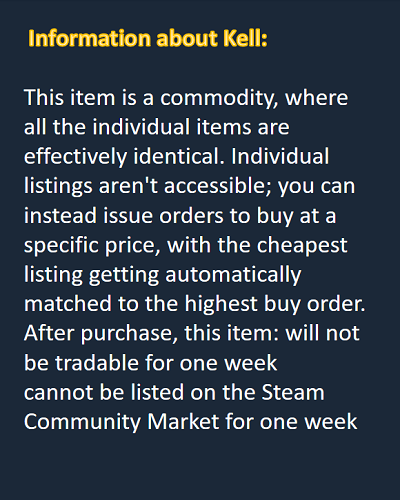 Information about Kell:
This item is a commodity, where
all the individual items are
effectively identical. Individual
listings aren't accessible; you can
instead issue orders to buy at a
specific price, with the cheapest
listing getting automatically
matched to the highest buy order.
After purchase, this item: will not
be tradable for one week
cannot be listed on the Steam
Community Market for one week